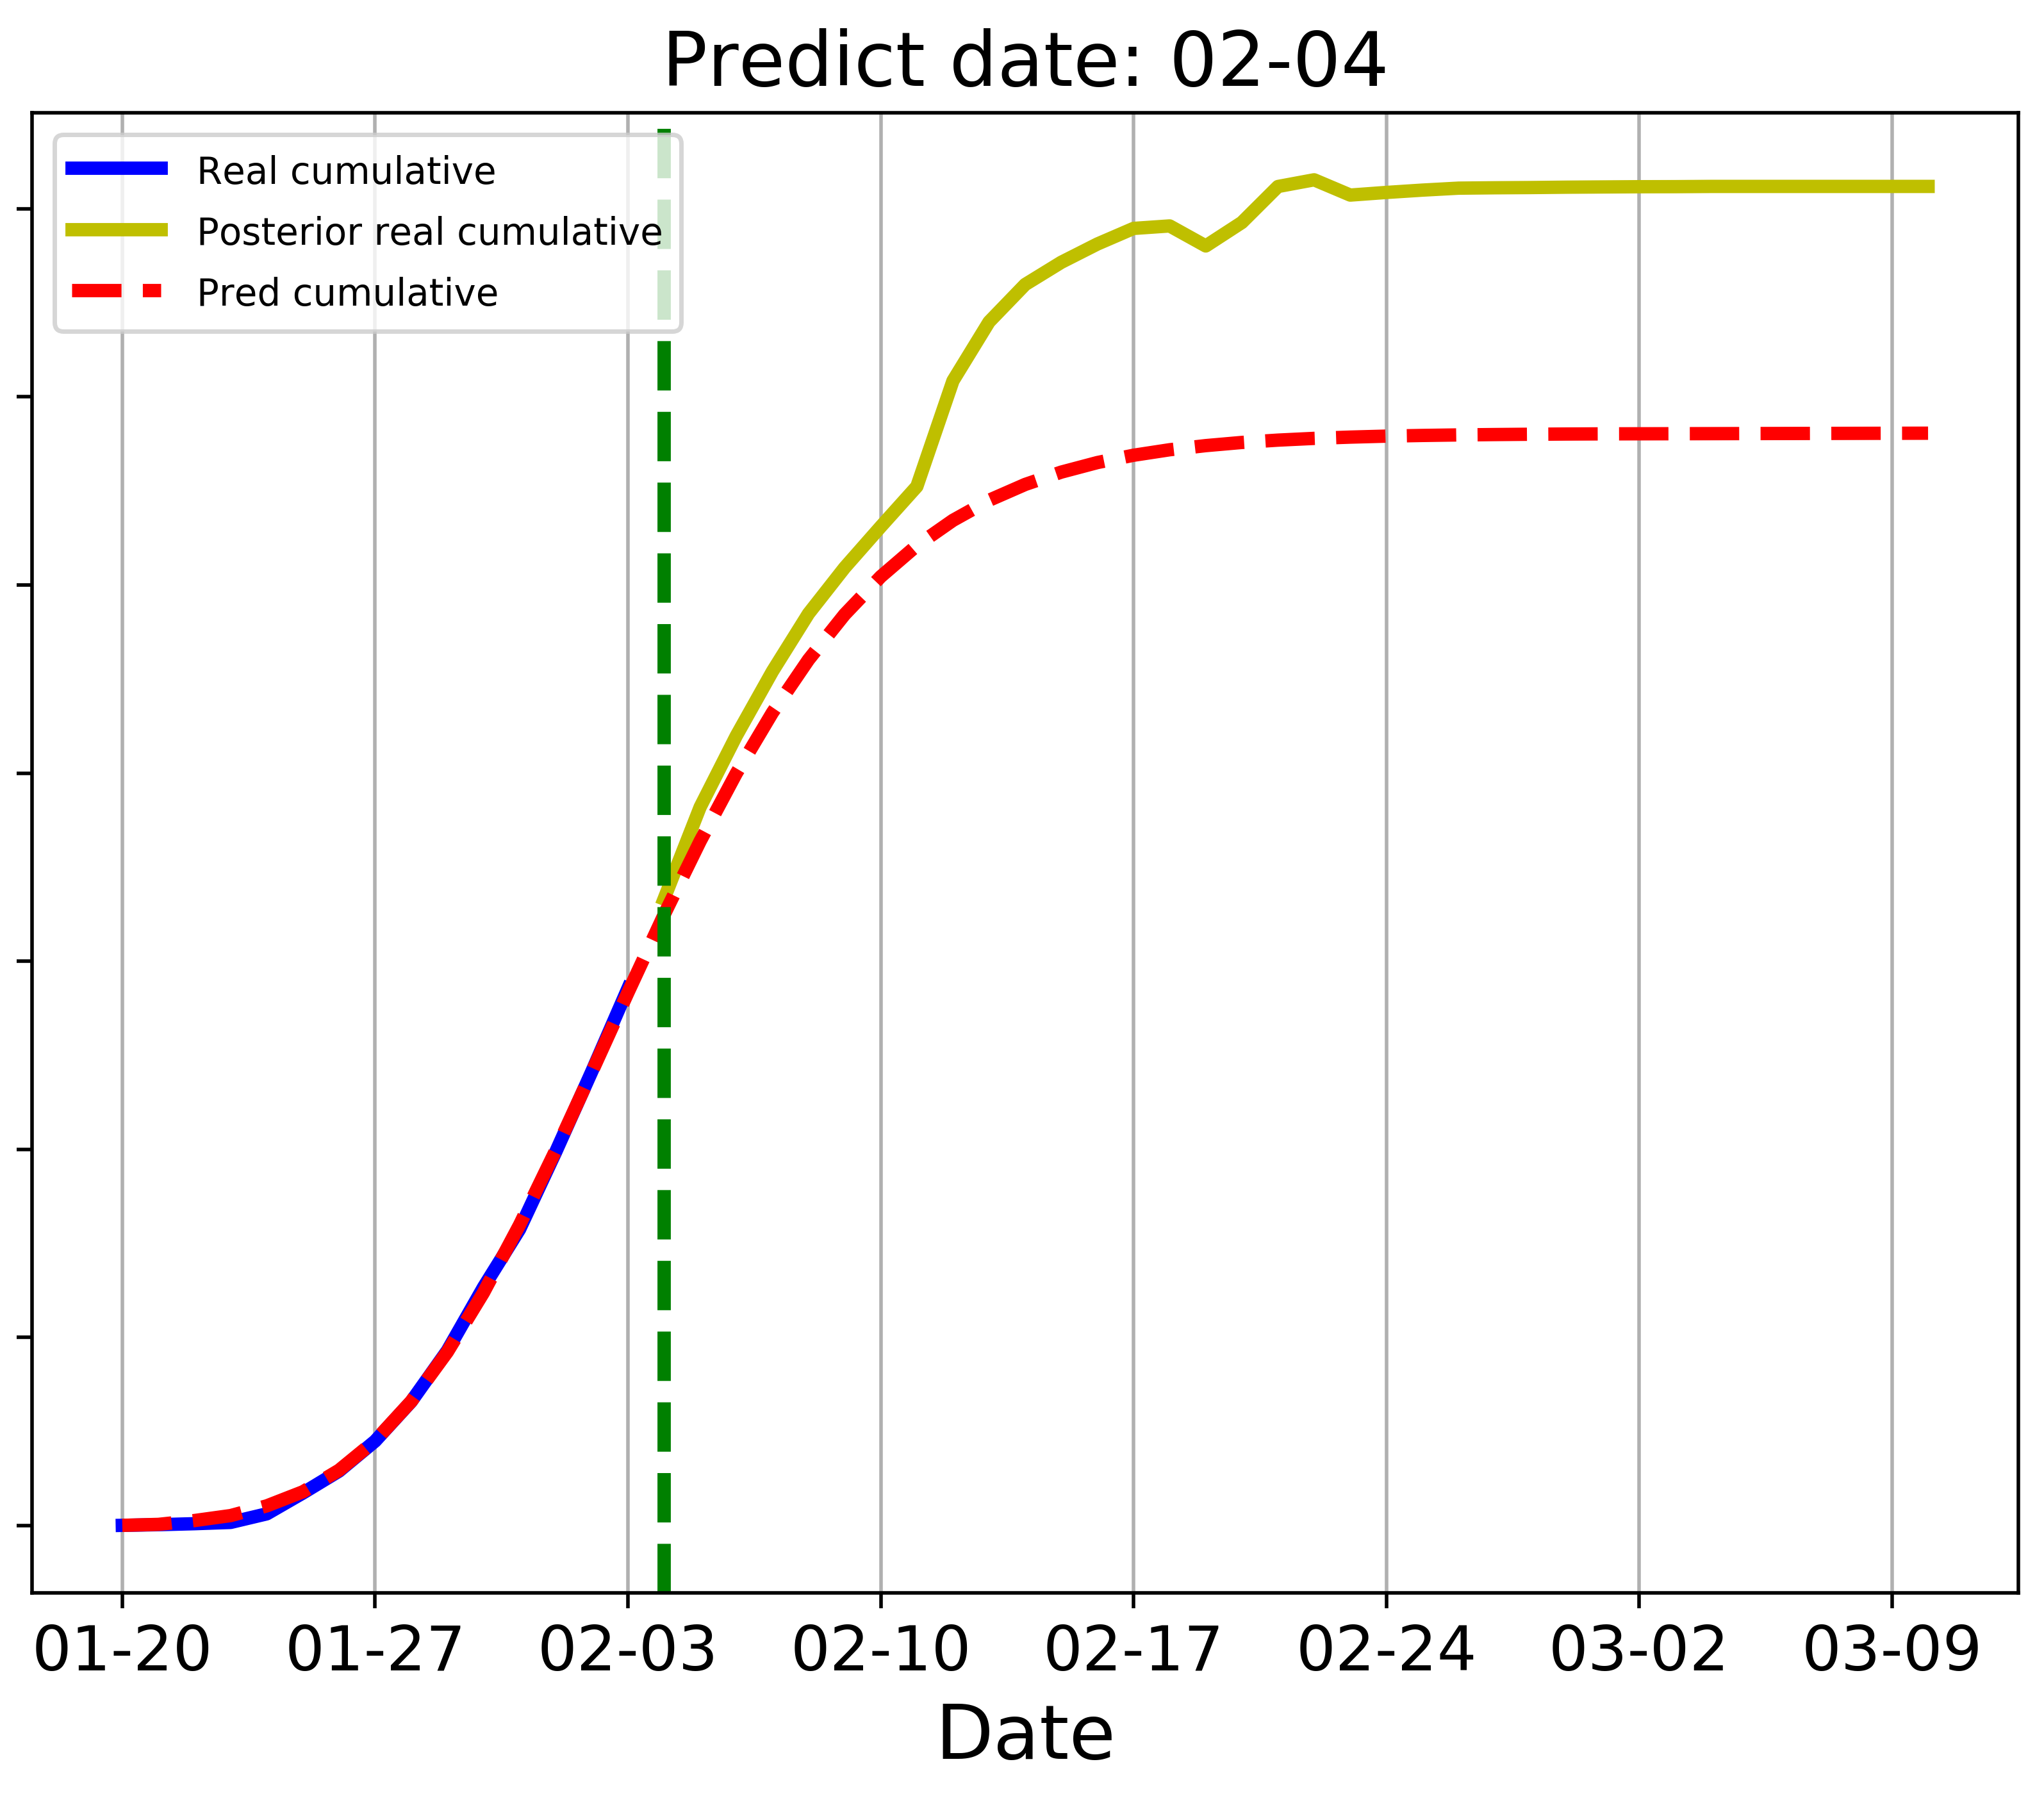 Predict date: 02-04
Real cumulative
Posterior real cumulative
Pred cumulative
01-20 01-27 02-03 02-10 02-17 02-24 03-02 03-09
Date